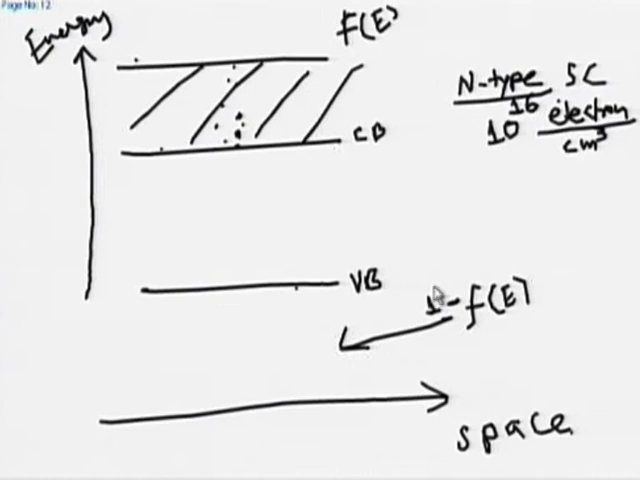 Page No: 12
Energy
f(E)
N-type SC
10^16 electron/cm^3
CB
VB
1-f(E)
space